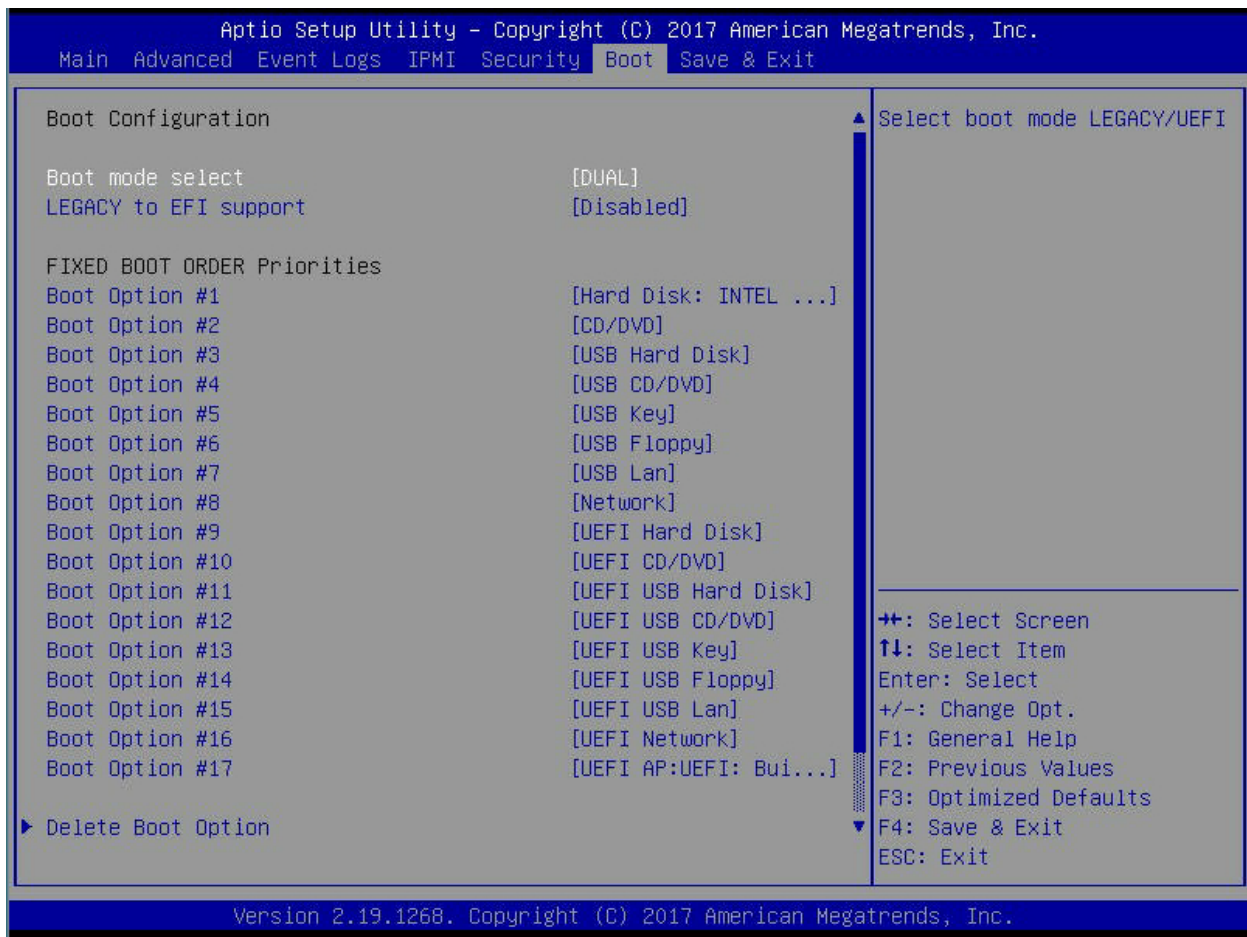 Aptio Setup Utility – Copyright (C) 2017 American Megatrends, Inc.
Main Advanced Event Logs IPMI Security Boot Save & Exit
Boot Configuration
Boot mode select [DUAL]
LEGACY to EFI support [Disabled]
FIXED BOOT ORDER Priorities
Boot Option #1 [Hard Disk: INTEL ...]
Boot Option #2 [CD/DVD]
Boot Option #3 [USB Hard Disk]
Boot Option #4 [USB CD/DVD]
Boot Option #5 [USB Key]
Boot Option #6 [USB Floppy]
Boot Option #7 [USB Lan]
Boot Option #8 [Network]
Boot Option #9 [UEFI Hard Disk]
Boot Option #10 [UEFI CD/DVD]
Boot Option #11 [UEFI USB Hard Disk]
Boot Option #12 [UEFI USB CD/DVD]
Boot Option #13 [UEFI USB Key]
Boot Option #14 [UEFI USB Floppy]
Boot Option #15 [UEFI USB Lan]
Boot Option #16 [UEFI Network]
Boot Option #17 [UEFI AP:UEFI: Bui...]
Delete Boot Option
Select boot mode LEGACY/UEFI
→←: Select Screen
↑↓: Select Item
Enter: Select
+/-: Change Opt.
F1: General Help
F2: Previous Values
F3: Optimized Defaults
F4: Save & Exit
ESC: Exit
Version 2.19.1268. Copyright (C) 2017 American Megatrends, Inc.